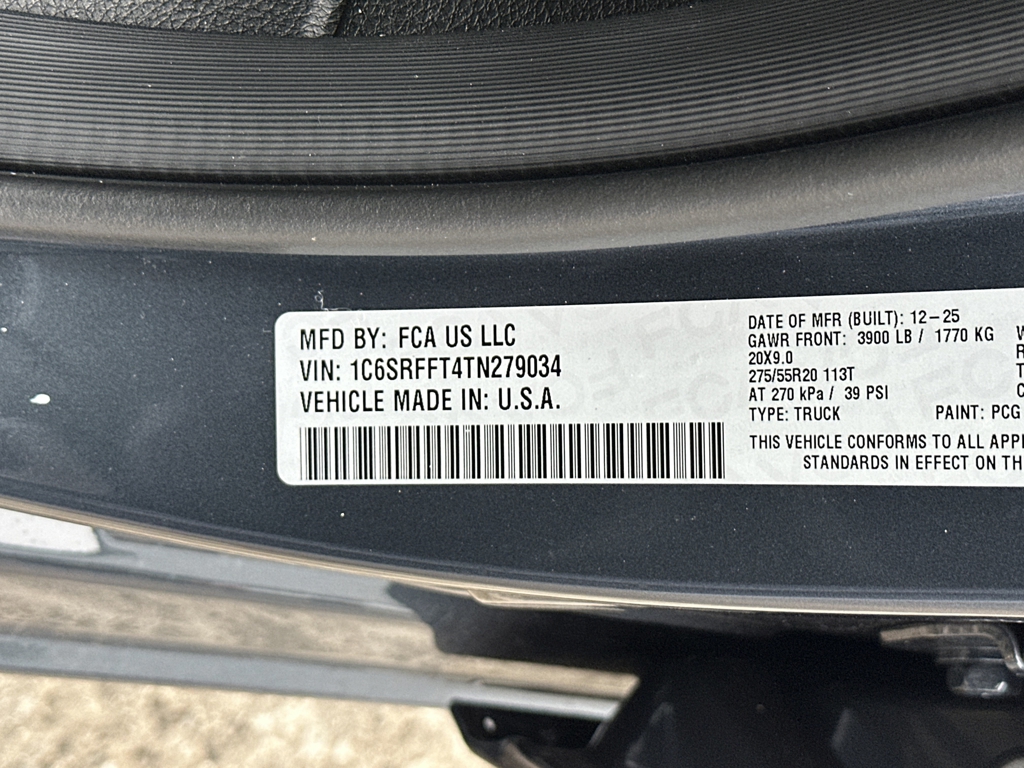 MFD BY: FCA US LLC
VIN: 1C6SRFFT4TN279034
VEHICLE MADE IN: U.S.A.
DATE OF MFR (BUILT): 12-25
GAWR FRONT: 3900 LB / 1770 KG
20X9.0
275/55R20 113T
AT 270 kPa / 39 PSI
TYPE: TRUCK PAINT: PCG
THIS VEHICLE CONFORMS TO ALL APPL
STANDARDS IN EFFECT ON TH